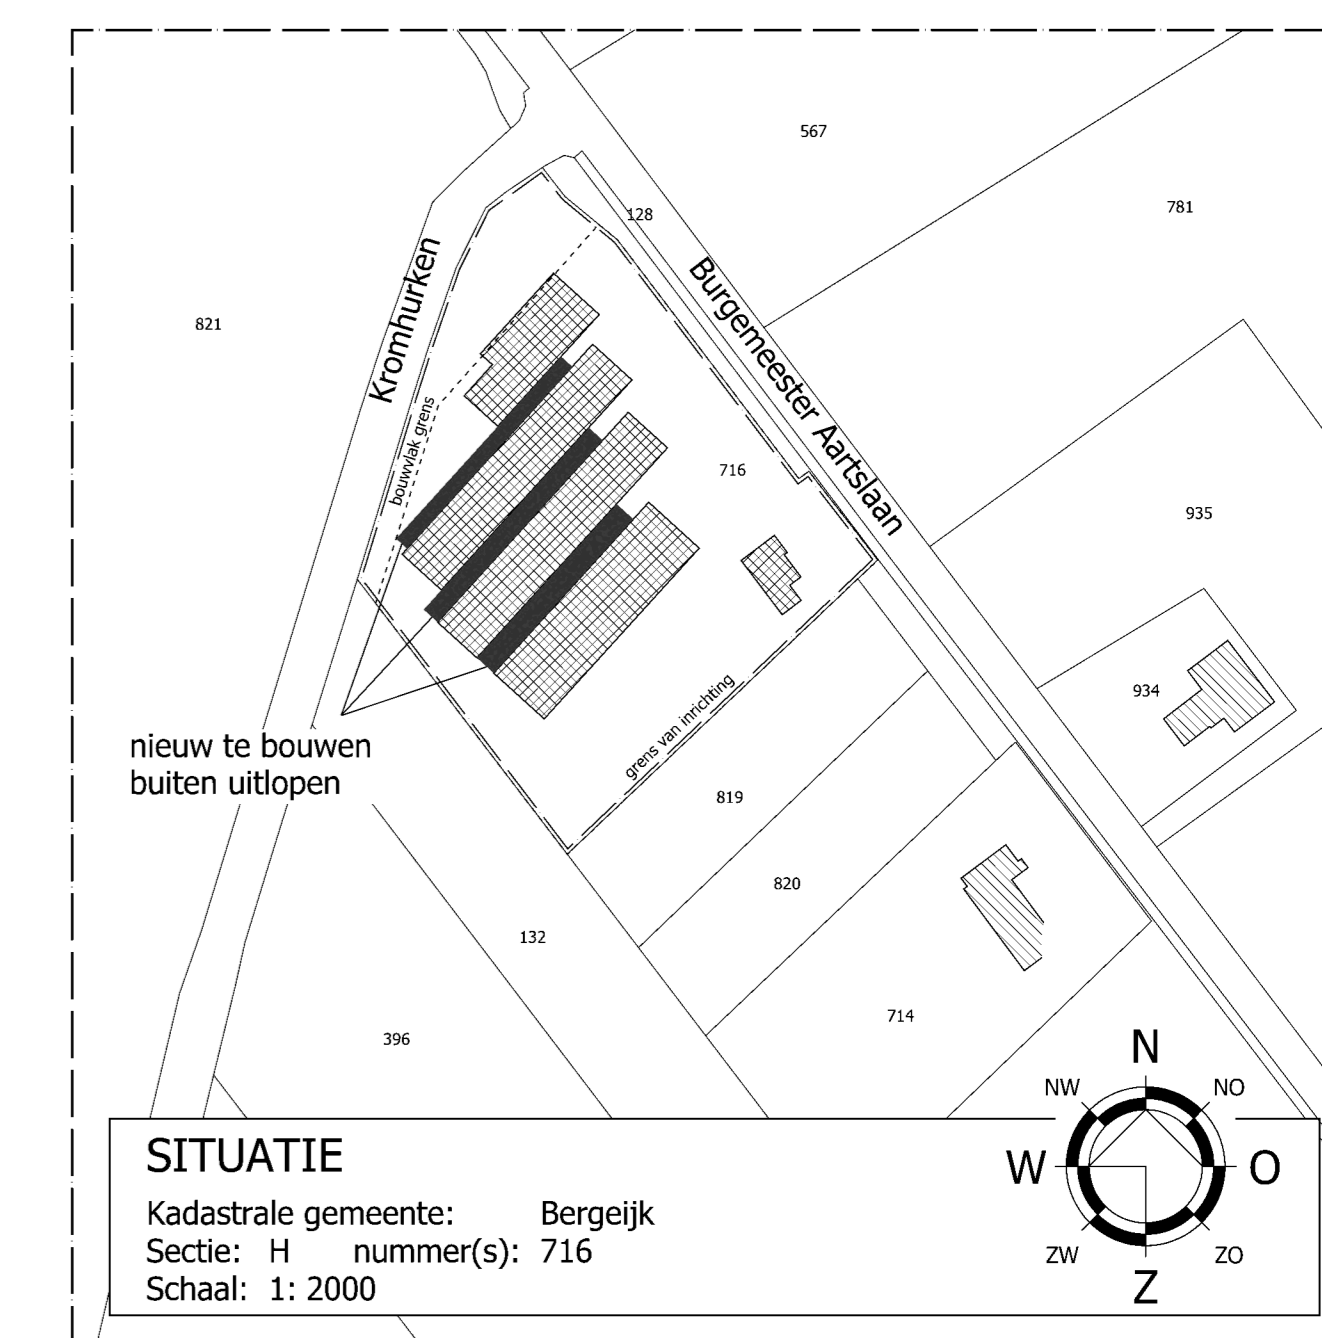 567
128
781
Kromhurken
821
Burgemeester Aartslaan
bouwvlak grens
716
935
934
grens van inrichting
nieuw te bouwen
buiten uitlopen
819
820
132
714
396
N
NW NO
W O
ZW ZO
Z
SITUATIE
Kadastrale gemeente: Bergeijk
Sectie: H nummer(s): 716
Schaal: 1: 2000